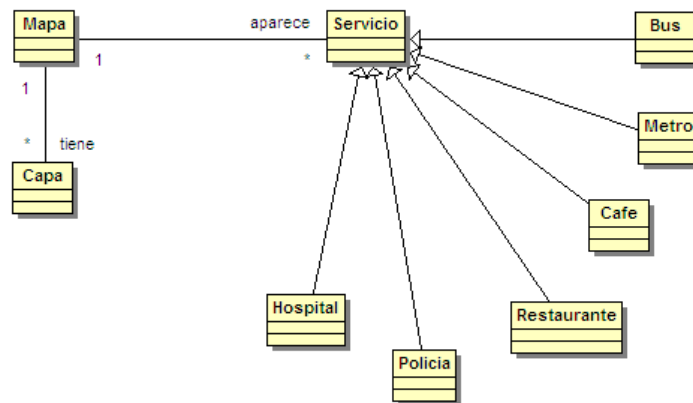 Mapa
aparece
Servicio
Bus
1
*
1
Metro
*
tiene
Capa
Cafe
Hospital
Restaurante
Policia